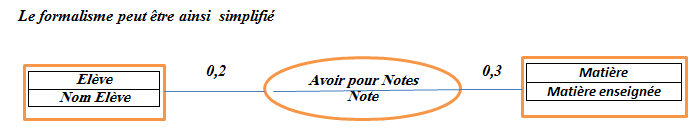 Le formalisme peut être ainsi simplifié
0,2
0,3
Elève
Nom Elève
Avoir pour Notes
Note
Matière
Matière enseignée